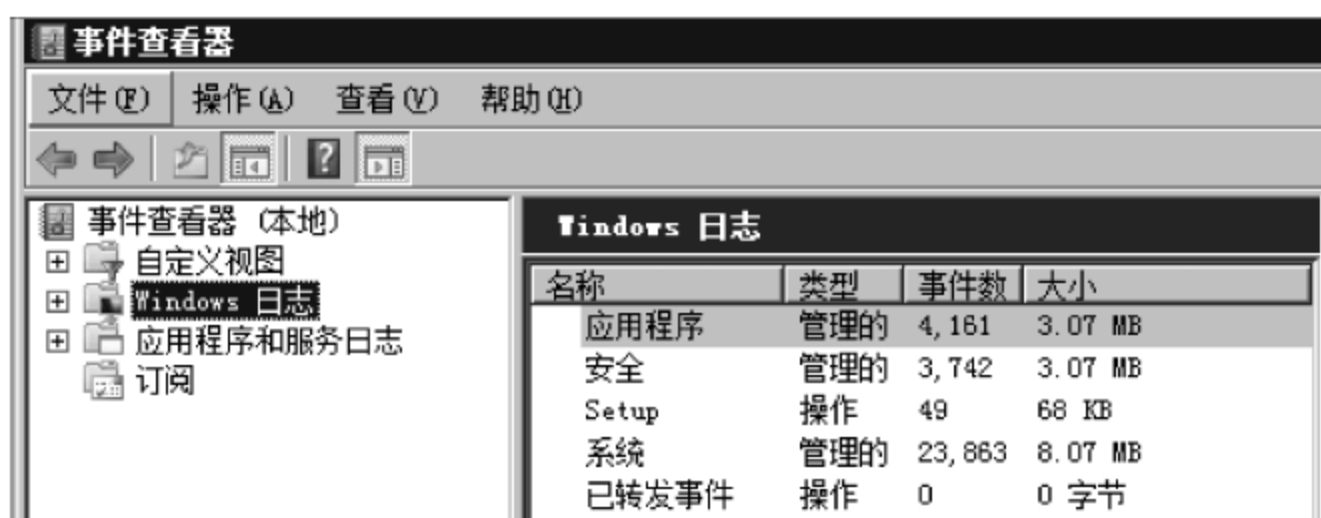 事件查看器
文件(F) 操作(A) 查看(V) 帮助(H)
?
事件查看器 (本地)
自定义视图
Windows 日志
应用程序和服务日志
订阅
Windows 日志
名称 类型 事件数 大小
应用程序 管理的 4,161 3.07 MB
安全 管理的 3,742 3.07 MB
Setup 操作 49 68 KB
系统 管理的 23,863 8.07 MB
已转发事件 操作 0 0 字节